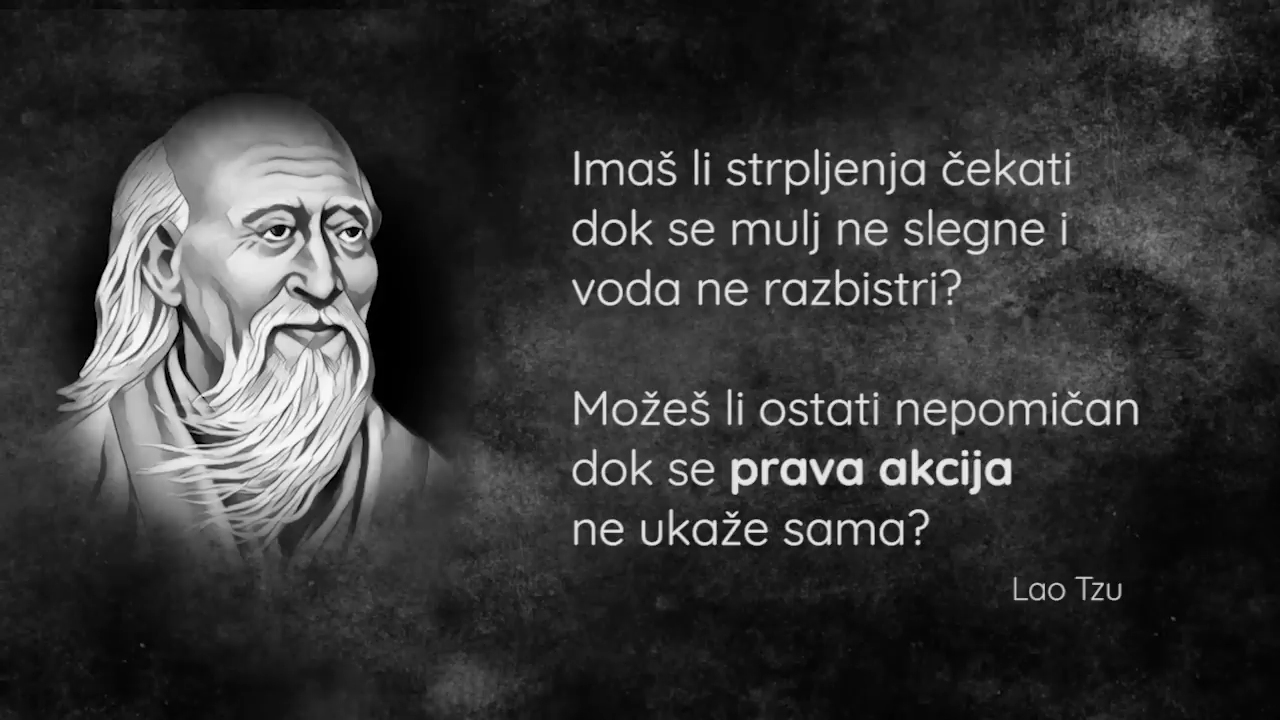 Imaš li strpljenja čekati
dok se mulj ne slegne i
voda ne razbistri?
Možeš li ostati nepomičan
dok se prava akcija
ne ukaže sama?
Lao Tzu